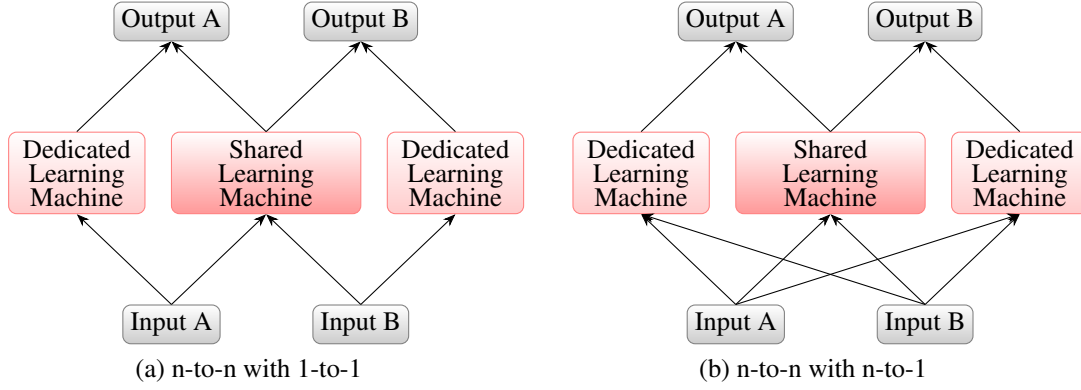 Output A
Output B
Dedicated
Learning
Machine
Shared
Learning
Machine
Dedicated
Learning
Machine
Input A
Input B
(a) n-to-n with 1-to-1
Output A
Output B
Dedicated
Learning
Machine
Shared
Learning
Machine
Dedicated
Learning
Machine
Input A
Input B
(b) n-to-n with n-to-1